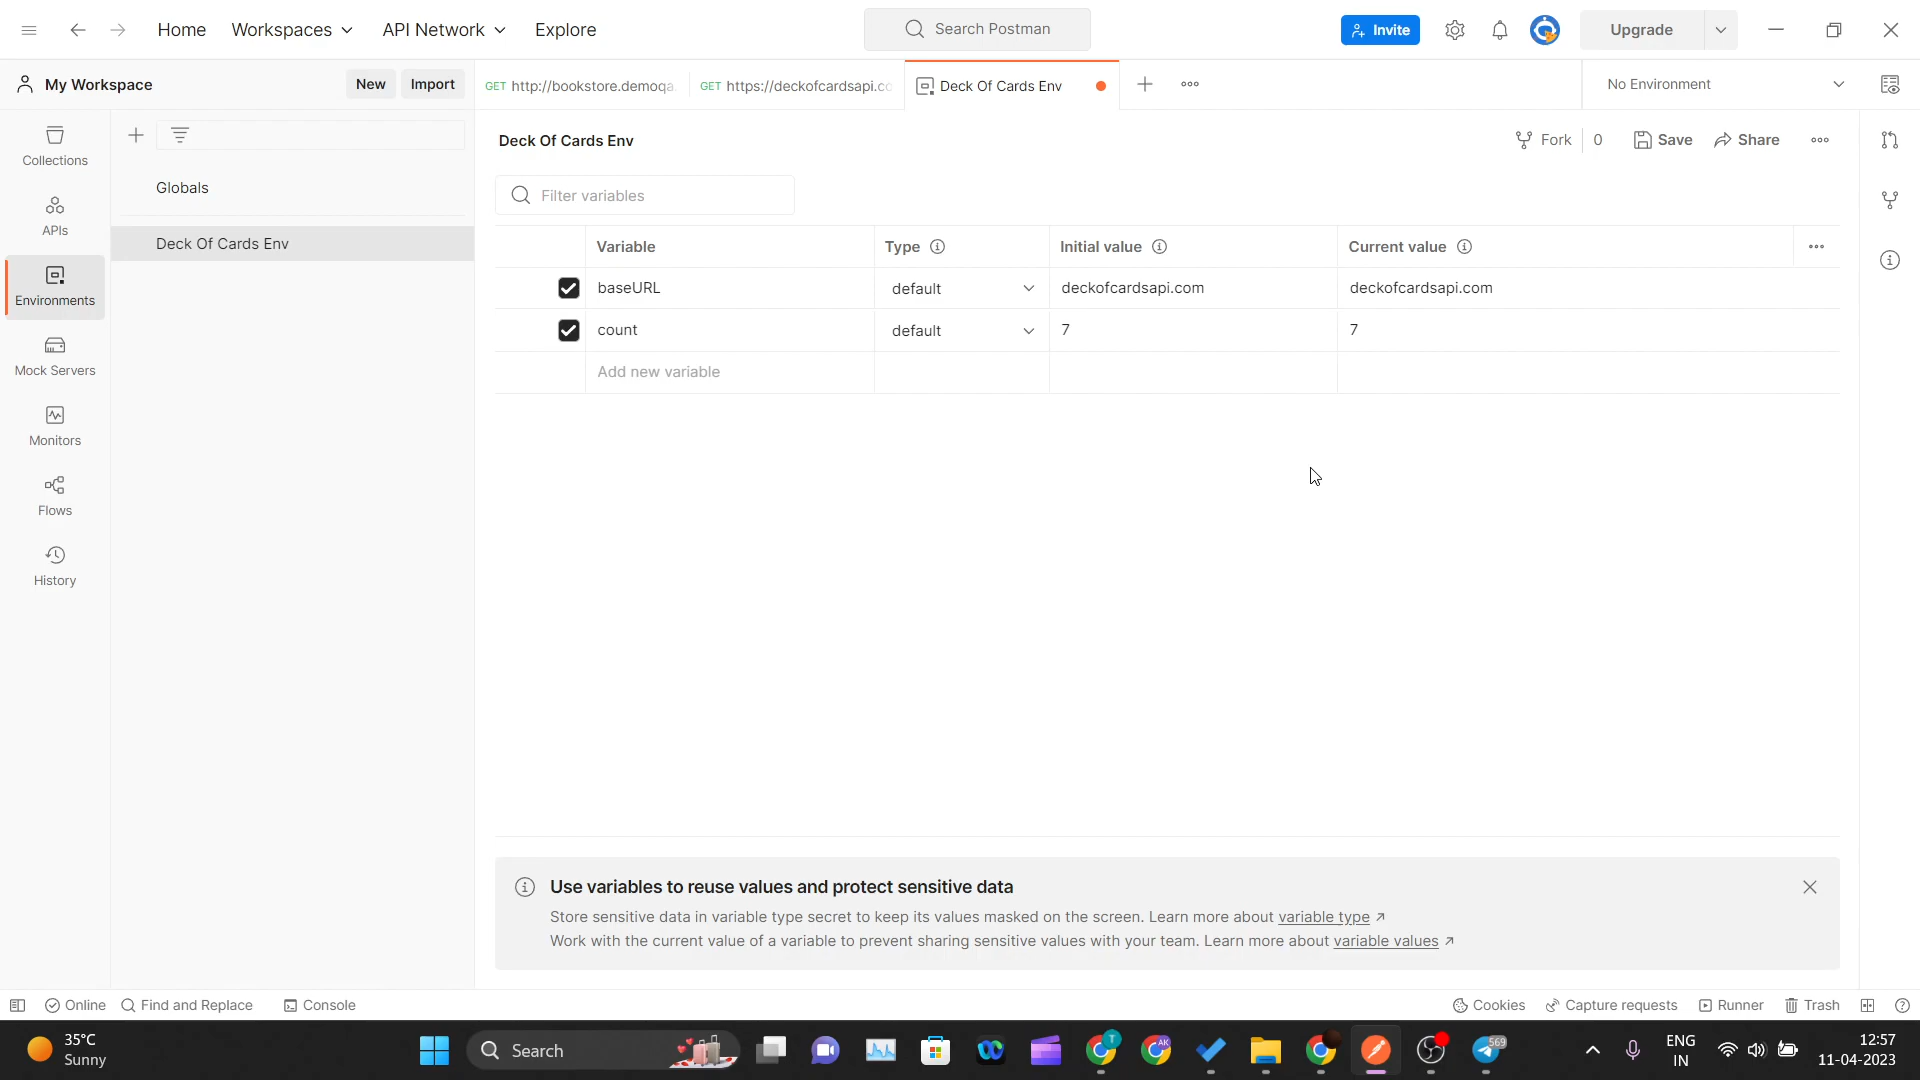 Home
Workspaces
API Network
Explore
Search Postman
Invite
Upgrade
My Workspace
New
Import
GET http://bookstore.demoqa.
GET https://deckofcardsapi.co
Deck Of Cards Env
No Environment
Collections
APIs
Environments
Mock Servers
Monitors
Flows
History
Globals
Deck Of Cards Env
Deck Of Cards Env
Fork
0
Save
Share
Filter variables
Variable
Type
Initial value
Current value
baseURL
default
deckofcardsapi.com
deckofcardsapi.com
count
default
7
7
Add new variable
Use variables to reuse values and protect sensitive data
Store sensitive data in variable type secret to keep its values masked on the screen. Learn more about variable type ↗
Work with the current value of a variable to prevent sharing sensitive values with your team. Learn more about variable values ↗
Online
Find and Replace
Console
Cookies
Capture requests
Runner
Trash
35°C
Sunny
Search
T
AK
569
ENG
IN
12:57
11-04-2023